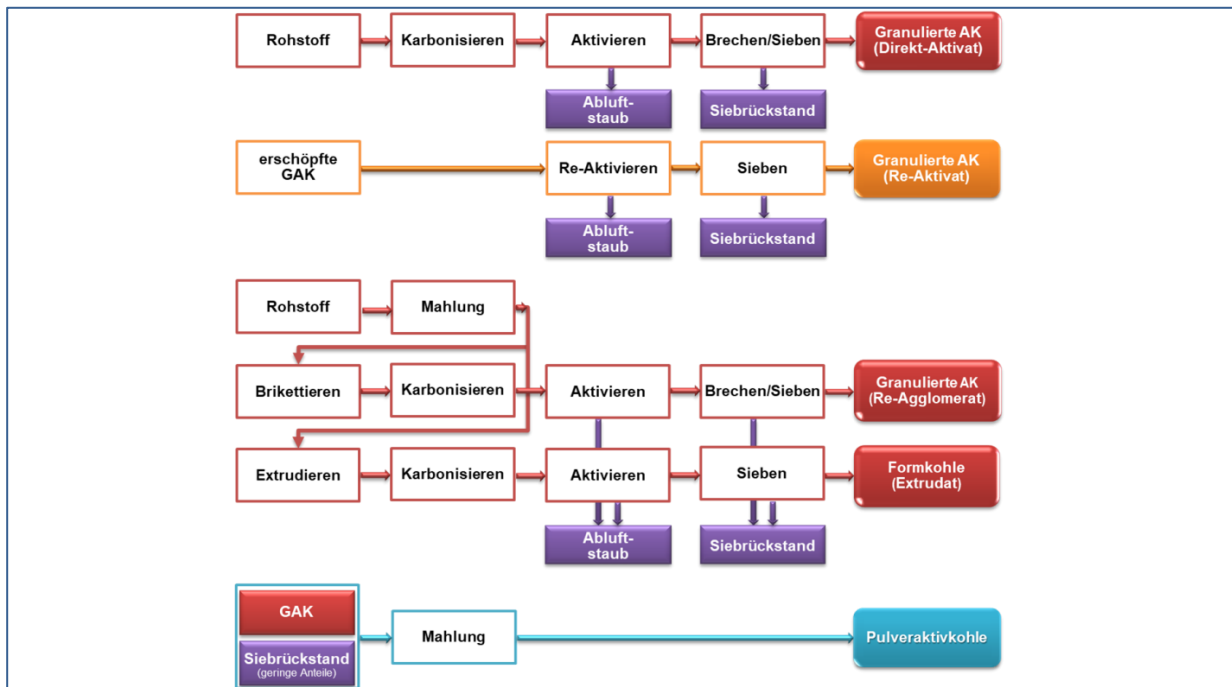 Rohstoff
Karbonisieren
Aktivieren
Brechen/Sieben
Granulierte AK
(Direkt-Aktivat)
Abluft-
staub
Siebrückstand
erschöpfte
GAK
Re-Aktivieren
Sieben
Granulierte AK
(Re-Aktivat)
Abluft-
staub
Siebrückstand
Rohstoff
Mahlung
Brikettieren
Karbonisieren
Aktivieren
Brechen/Sieben
Granulierte AK
(Re-Agglomerat)
Extrudieren
Karbonisieren
Aktivieren
Sieben
Formkohle
(Extrudat)
Abluft-
staub
Siebrückstand
GAK
Siebrückstand
(geringe Anteile)
Mahlung
Pulveraktivkohle